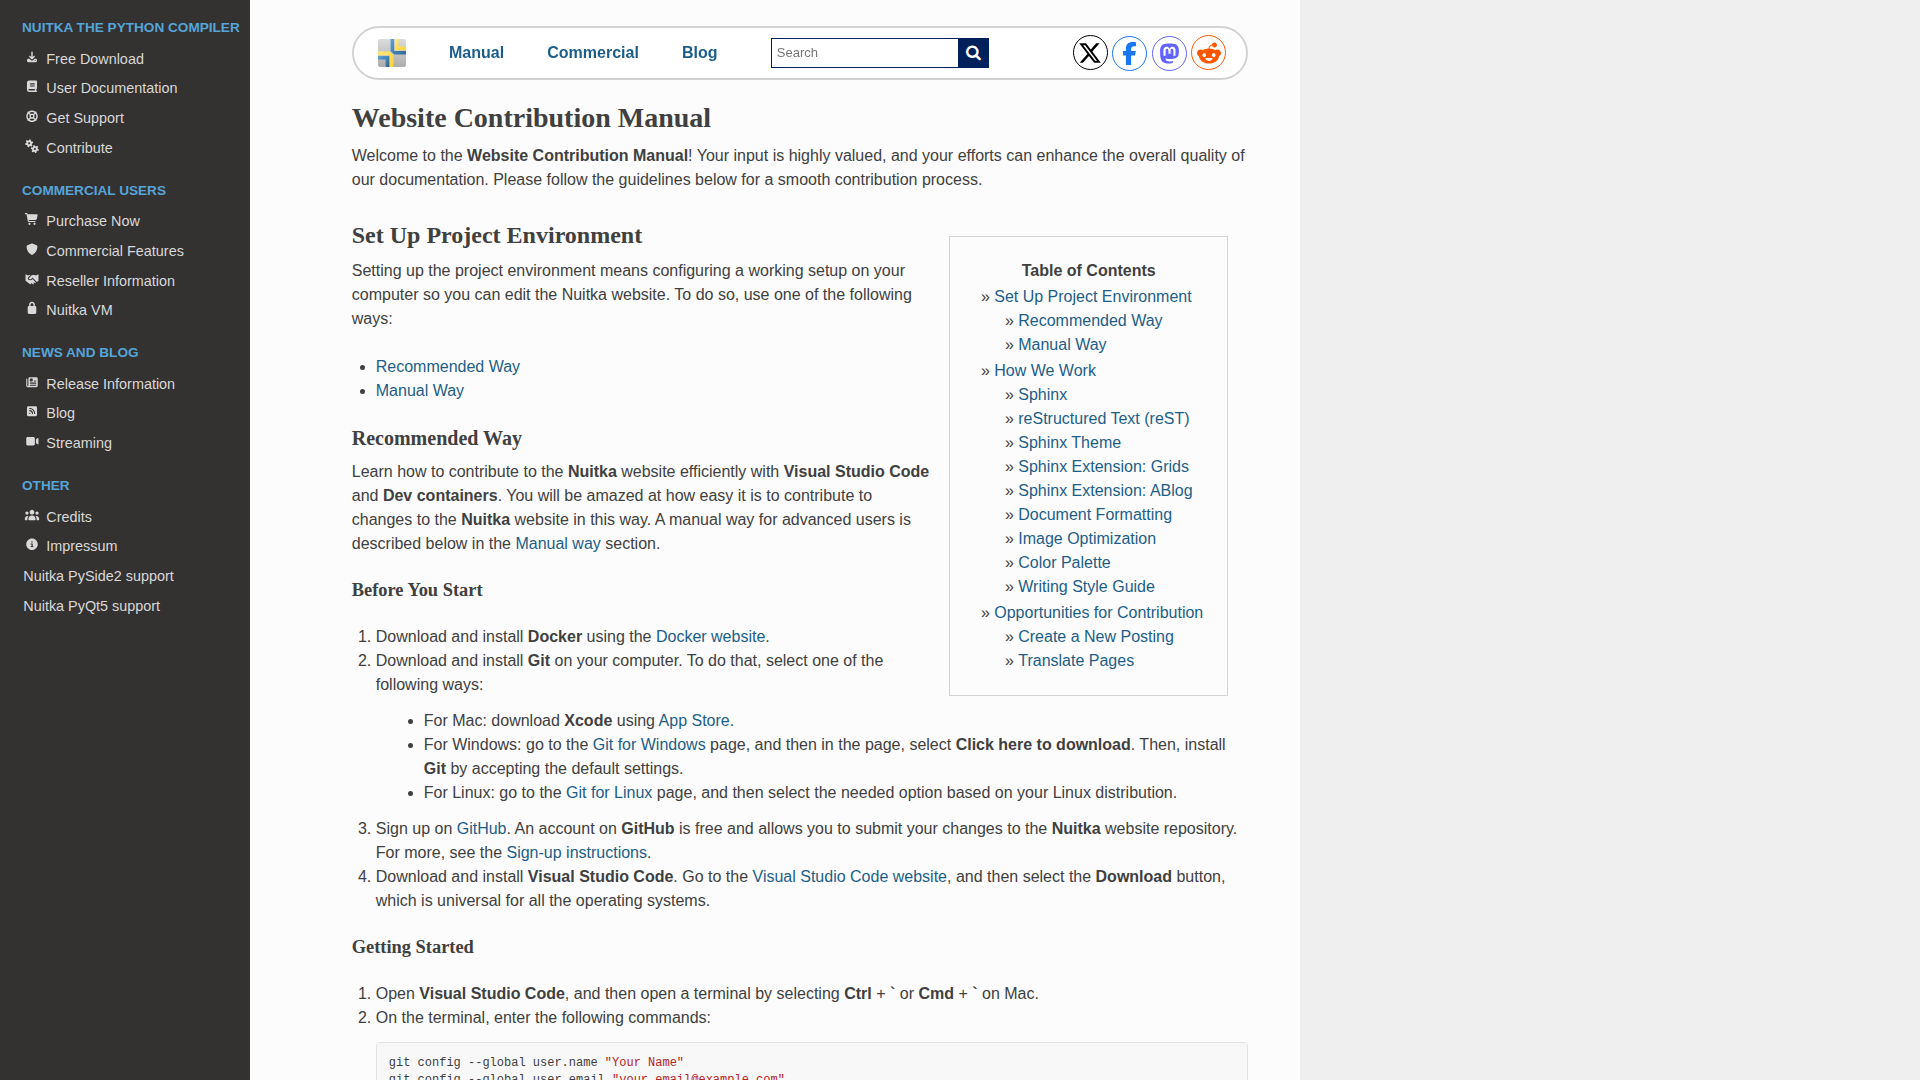 NUITKA THE PYTHON COMPILER
Free Download
User Documentation
Get Support
Contribute
COMMERCIAL USERS
Purchase Now
Commercial Features
Reseller Information
Nuitka VM
NEWS AND BLOG
Release Information
Blog
Streaming
OTHER
Credits
Impressum
Nuitka PySide2 support
Nuitka PyQt5 support
Manual
Commercial
Blog
Search
Website Contribution Manual
Welcome to the Website Contribution Manual! Your input is highly valued, and your efforts can enhance the overall quality of
our documentation. Please follow the guidelines below for a smooth contribution process.
Set Up Project Environment
Setting up the project environment means configuring a working setup on your
computer so you can edit the Nuitka website. To do so, use one of the following
ways:
• Recommended Way
• Manual Way
Recommended Way
Learn how to contribute to the Nuitka website efficiently with Visual Studio Code
and Dev containers. You will be amazed at how easy it is to contribute to
changes to the Nuitka website in this way. A manual way for advanced users is
described below in the Manual way section.
Before You Start
1. Download and install Docker using the Docker website.
2. Download and install Git on your computer. To do that, select one of the
following ways:
• For Mac: download Xcode using App Store.
• For Windows: go to the Git for Windows page, and then in the page, select Click here to download. Then, install
Git by accepting the default settings.
• For Linux: go to the Git for Linux page, and then select the needed option based on your Linux distribution.
3. Sign up on GitHub. An account on GitHub is free and allows you to submit your changes to the Nuitka website repository.
For more, see the Sign-up instructions.
4. Download and install Visual Studio Code. Go to the Visual Studio Code website, and then select the Download button,
which is universal for all the operating systems.
Getting Started
1. Open Visual Studio Code, and then open a terminal by selecting Ctrl + ` or Cmd + ` on Mac.
2. On the terminal, enter the following commands:
git config --global user.name "Your Name"
git config --global user.email "your.email@example.com"
Table of Contents
» Set Up Project Environment
» Recommended Way
» Manual Way
» How We Work
» Sphinx
» reStructured Text (reST)
» Sphinx Theme
» Sphinx Extension: Grids
» Sphinx Extension: ABlog
» Document Formatting
» Image Optimization
» Color Palette
» Writing Style Guide
» Opportunities for Contribution
» Create a New Posting
» Translate Pages